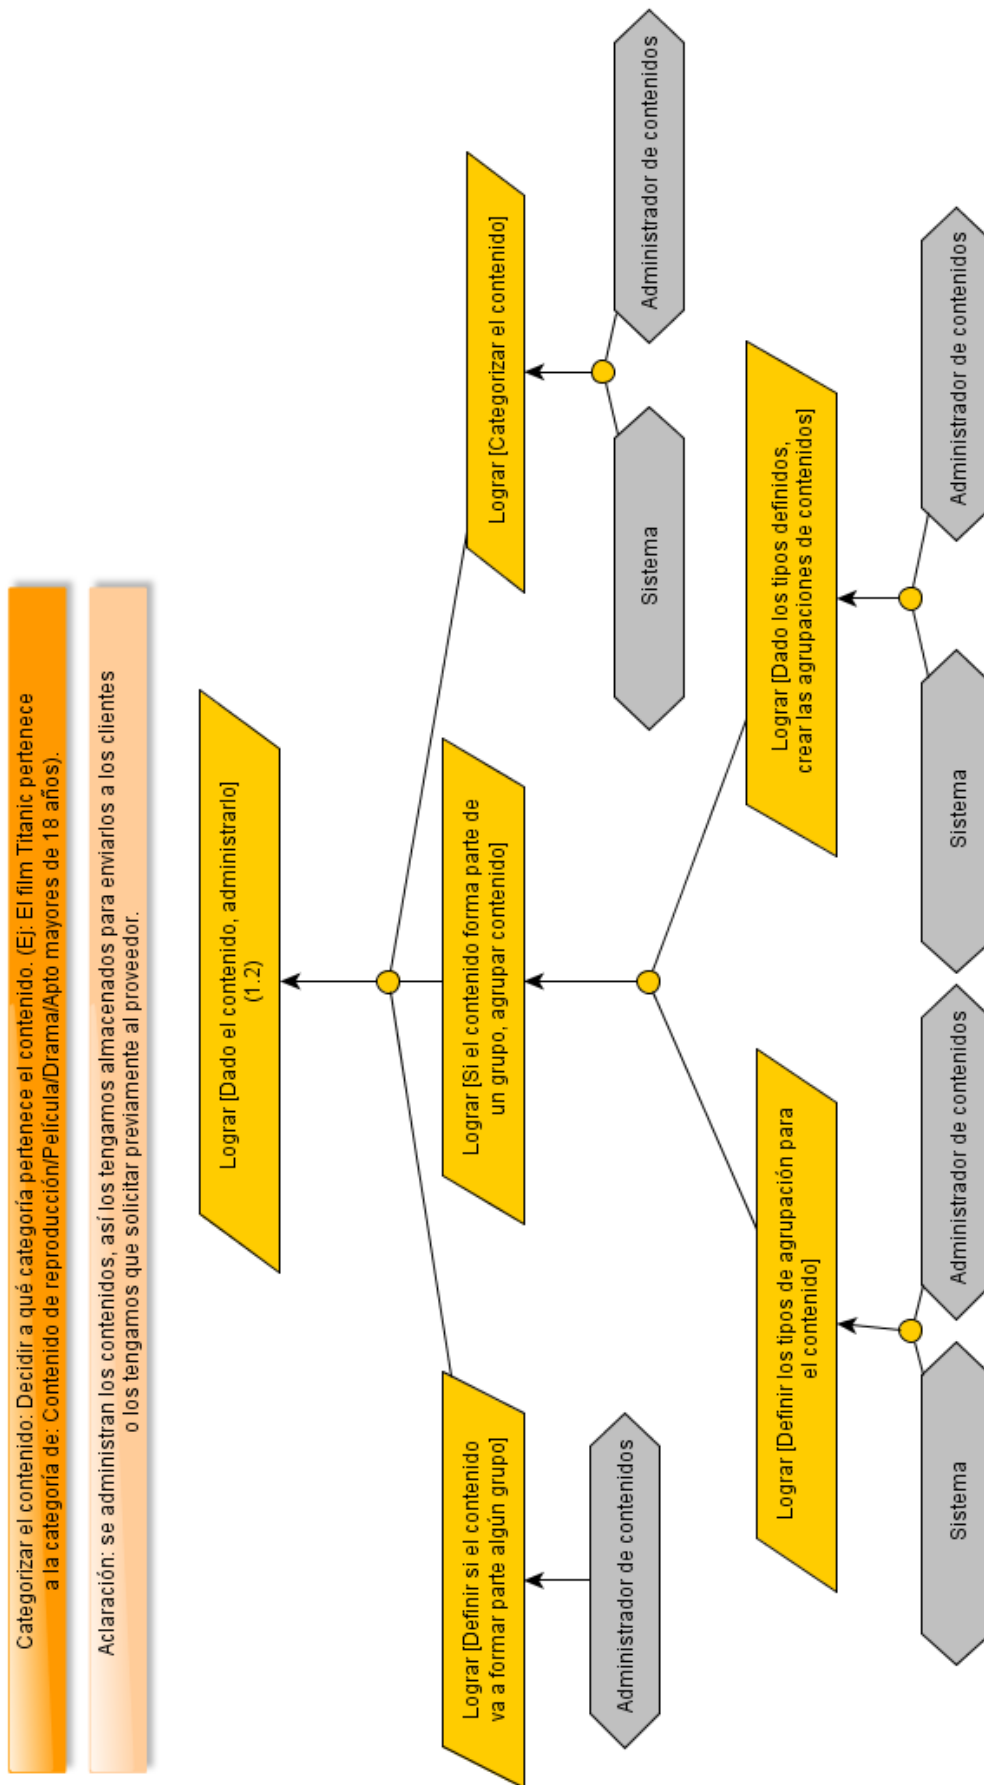 Categorizar el contenido: Decidir a qué categoría pertenece el contenido. (Ej: El film Titanic pertenece
a la categoría de: Contenido de reproducción/Película/Drama/Apto mayores de 18 años).
Aclaración: se administran los contenidos, así los tengamos almacenados para enviarlos a los clientes
o los tengamos que solicitar previamente al proveedor.
Lograr [Dado el contenido, administrarlo]
(1.2)
Lograr [Definir si el contenido
va a formar parte algún grupo]
Lograr [Si el contenido forma parte de
un grupo, agrupar contenido]
Lograr [Categorizar el contenido]
Administrador de contenidos
Sistema
Administrador de contenidos
Lograr [Definir los tipos de agrupación para
el contenido]
Lograr [Dado los tipos definidos,
crear las agrupaciones de contenidos]
Sistema
Administrador de contenidos
Sistema
Administrador de contenidos